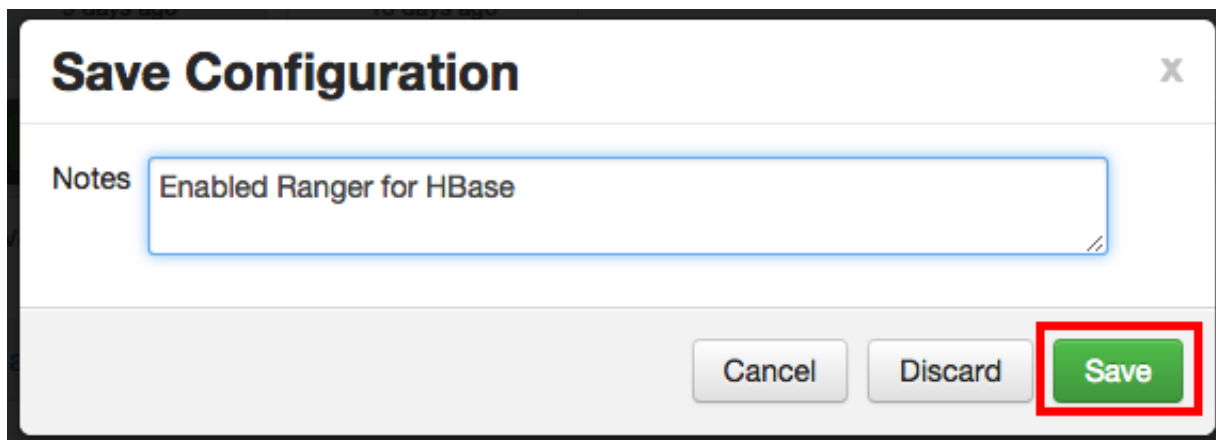 Save Configuration
x
Notes
Enabled Ranger for HBase
Cancel
Discard
Save